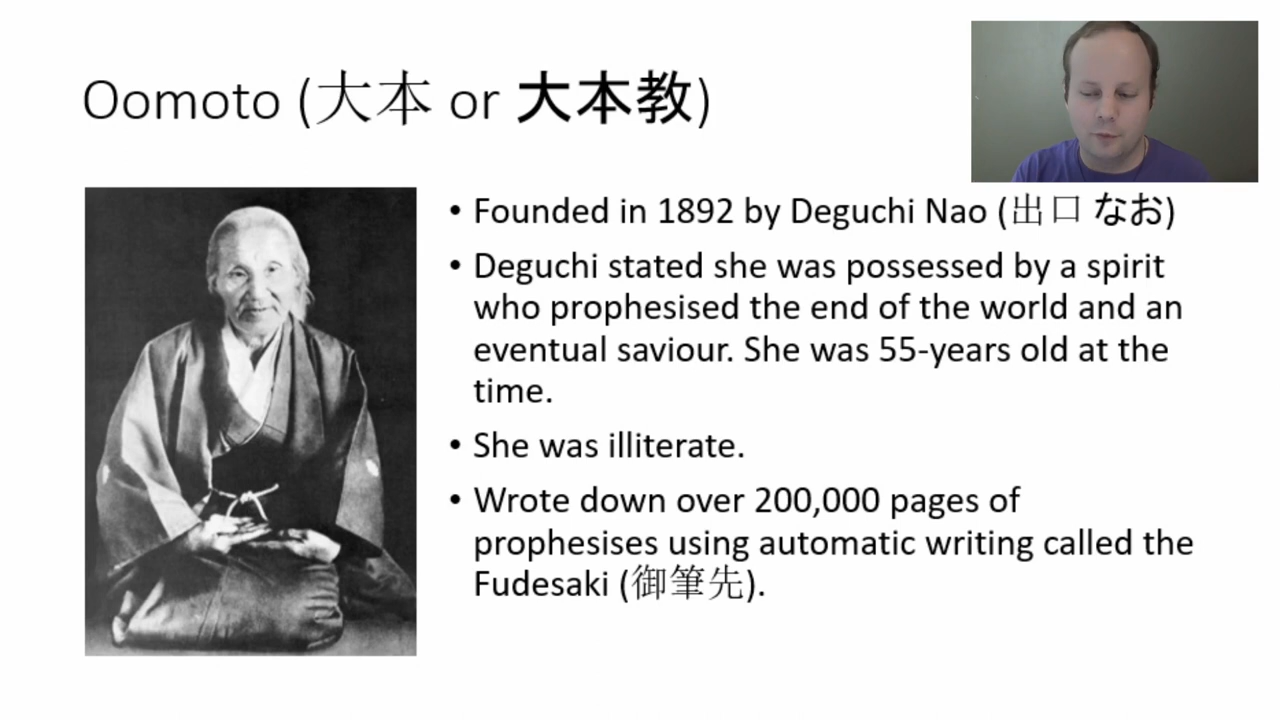 Oomoto (大本 or 大本教)
• Founded in 1892 by Deguchi Nao (出口 なお)
• Deguchi stated she was possessed by a spirit
who prophesised the end of the world and an
eventual saviour. She was 55-years old at the
time.
• She was illiterate.
• Wrote down over 200,000 pages of
prophesises using automatic writing called the
Fudesaki (御筆先).